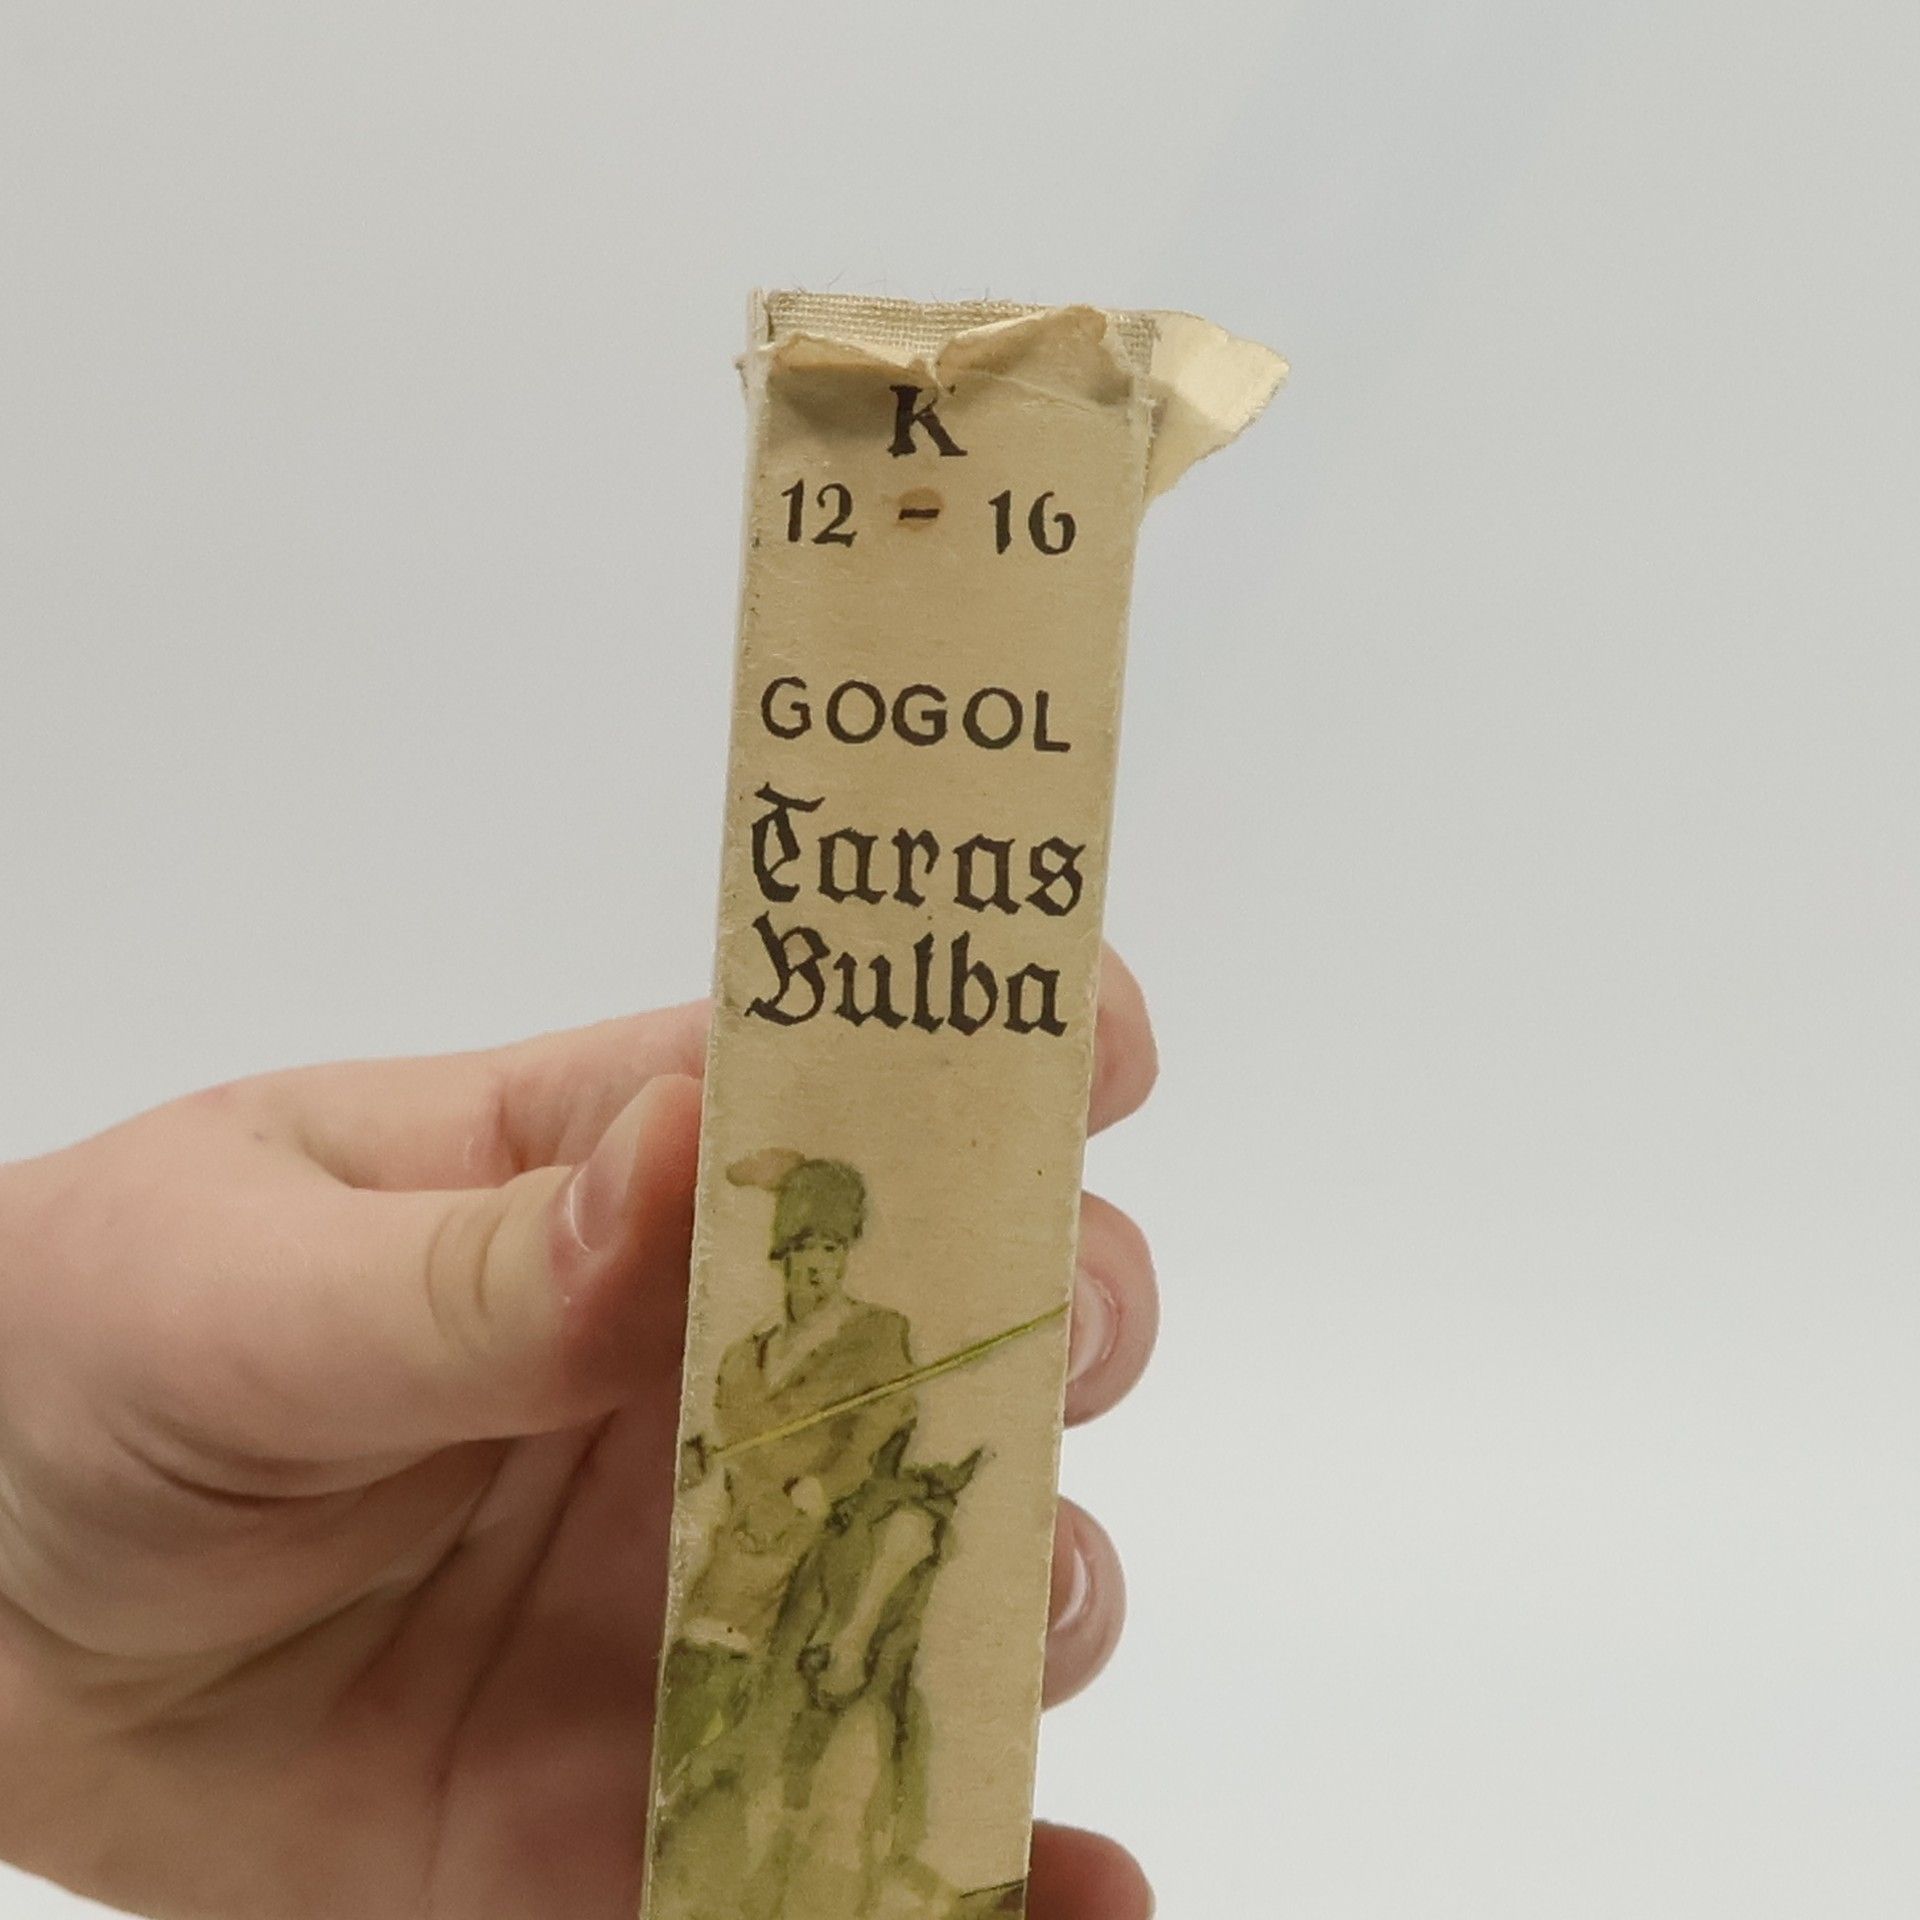 K
12 - 16
GOGOL
Taras
Bulba